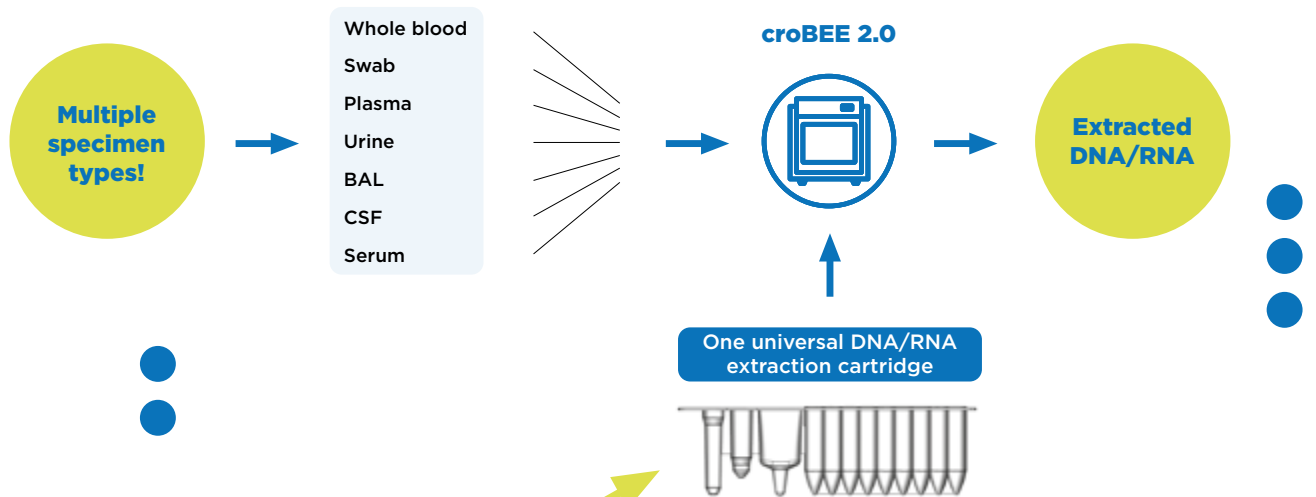 Multiple
specimen
types!
Whole blood
Swab
Plasma
Urine
BAL
CSF
Serum
croBEE 2.0
Extracted
DNA/RNA
One universal DNA/RNA
extraction cartridge